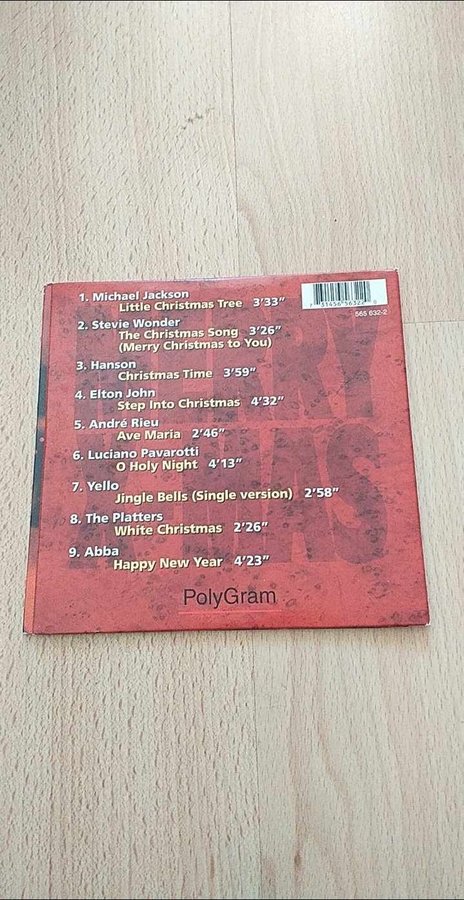 1. Michael Jackson
Little Christmas Tree 3'33"
2. Stevie Wonder
The Christmas Song 3'26"
(Merry Christmas to You)
3. Hanson
Christmas Time 3'59"
4. Elton John
Step Into Christmas 4'32"
5. André Rieu
Ave Maria 2'46"
6. Luciano Pavarotti
O Holy Night 4'13"
7. Yello
Jingle Bells (Single version) 2'58"
8. The Platters
White Christmas 2'26"
9. Abba
Happy New Year 4'23"
565 632-2
MERRY
X-MAS
PolyGram